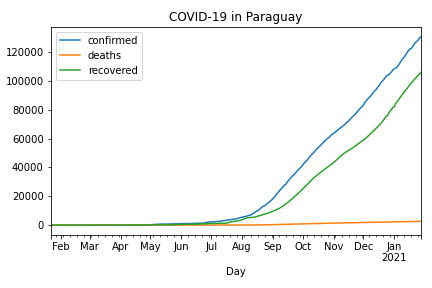 COVID-19 in Paraguay
confirmed
deaths
recovered
120000
100000
80000
60000
40000
20000
0
Feb Mar Apr May Jun Jul Aug Sep Oct Nov Dec Jan
2021
Day